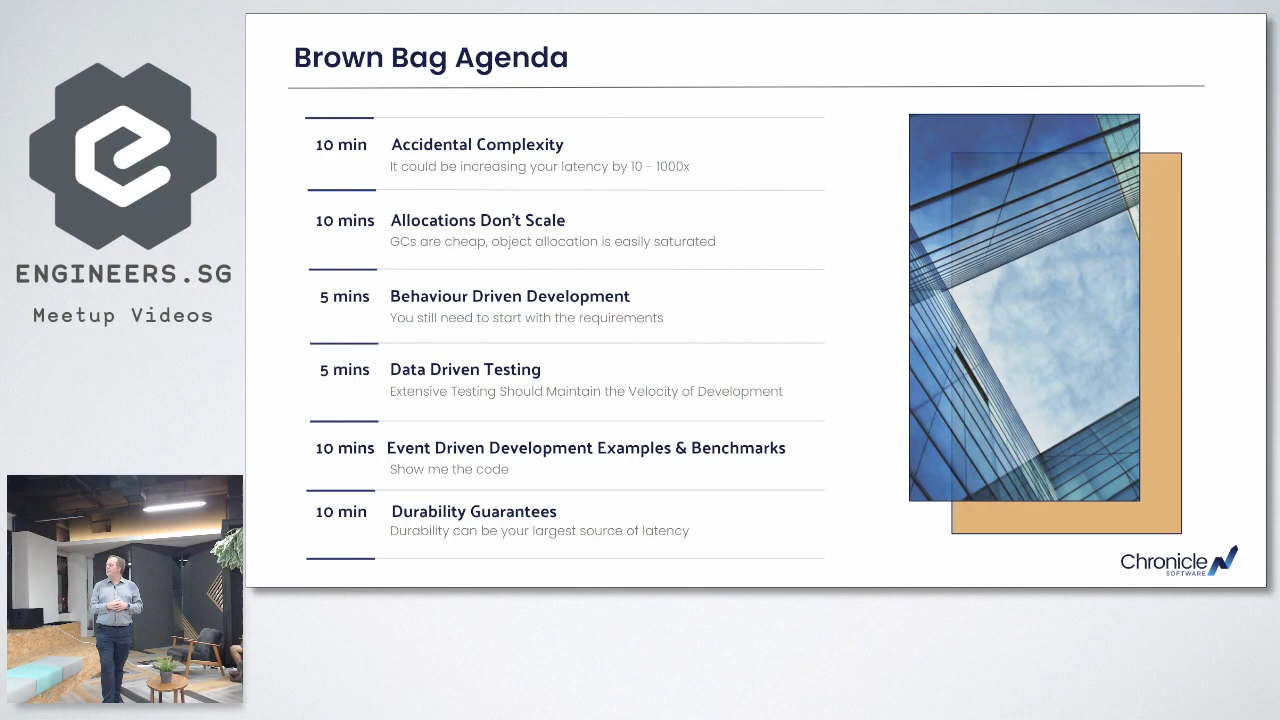 ENGINEERS.SG
Meetup Videos
Brown Bag Agenda
10 min Accidental Complexity
It could be increasing your latency by 10 - 1000x
10 mins Allocations Don't Scale
GCs are cheap, object allocation is easily saturated
5 mins Behaviour Driven Development
You still need to start with the requirements
5 mins Data Driven Testing
Extensive Testing Should Maintain the Velocity of Development
10 mins Event Driven Development Examples & Benchmarks
Show me the code
10 min Durability Guarantees
Durability can be your largest source of latency
Chronicle
SOFTWARE